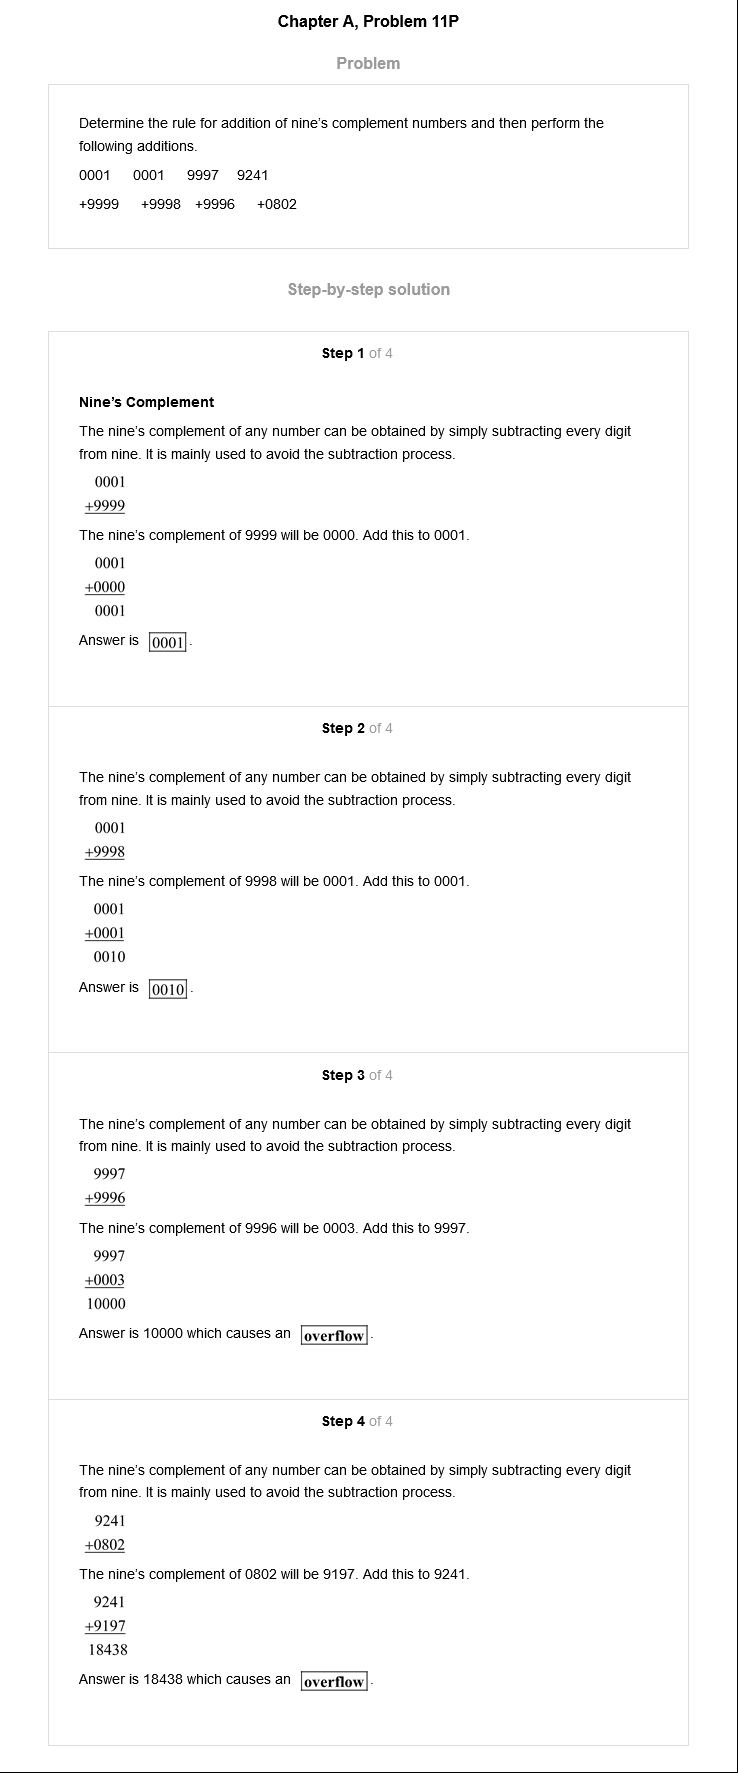 Chapter A, Problem 11P
Problem
Determine the rule for addition of nine's complement numbers and then perform the
following additions.
0001 0001 9997 9241
+9999 +9998 +9996 +0802
Step-by-step solution
Step 1 of 4
Nine's Complement
The nine's complement of any number can be obtained by simply subtracting every digit
from nine. It is mainly used to avoid the subtraction process.
0001
+9999
The nine's complement of 9999 will be 0000. Add this to 0001.
0001
+0000
0001
Answer is 0001.
Step 2 of 4
The nine's complement of any number can be obtained by simply subtracting every digit
from nine. It is mainly used to avoid the subtraction process.
0001
+9998
The nine's complement of 9998 will be 0001. Add this to 0001.
0001
+0001
0010
Answer is 0010.
Step 3 of 4
The nine's complement of any number can be obtained by simply subtracting every digit
from nine. It is mainly used to avoid the subtraction process.
9997
+9996
The nine's complement of 9996 will be 0003. Add this to 9997.
9997
+0003
10000
Answer is 10000 which causes an overflow.
Step 4 of 4
The nine's complement of any number can be obtained by simply subtracting every digit
from nine. It is mainly used to avoid the subtraction process.
9241
+0802
The nine's complement of 0802 will be 9197. Add this to 9241.
9241
+9197
18438
Answer is 18438 which causes an overflow.